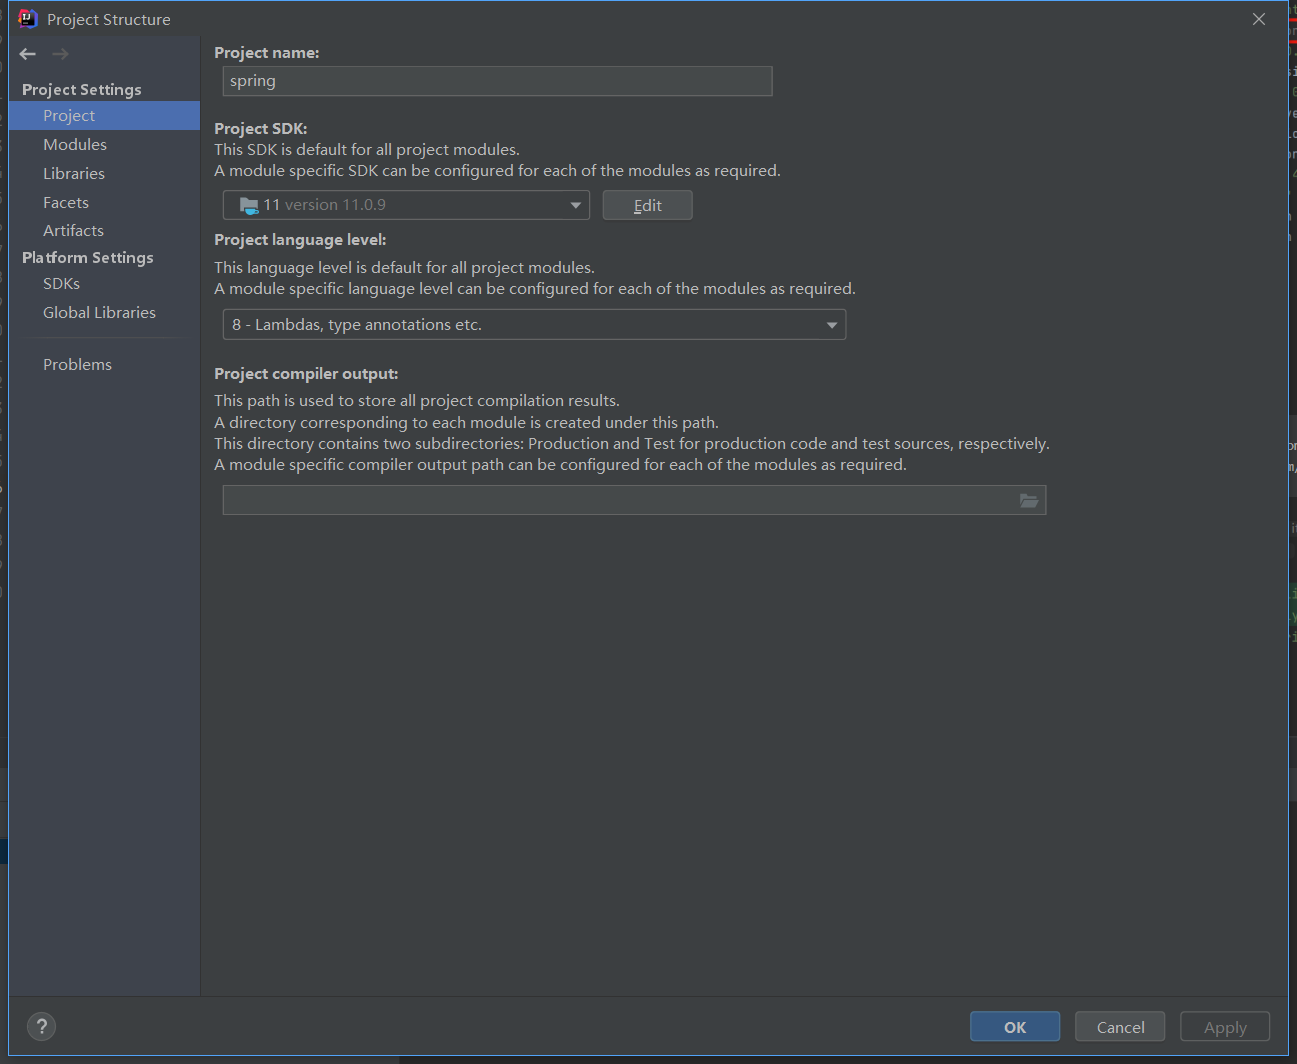 Project Structure
Project Settings
Project
Modules
Libraries
Facets
Artifacts
Platform Settings
SDKs
Global Libraries
Problems
Project name:
spring
Project SDK:
This SDK is default for all project modules.
A module specific SDK can be configured for each of the modules as required.
11 version 11.0.9
Edit
Project language level:
This language level is default for all project modules.
A module specific language level can be configured for each of the modules as required.
8 - Lambdas, type annotations etc.
Project compiler output:
This path is used to store all project compilation results.
A directory corresponding to each module is created under this path.
This directory contains two subdirectories: Production and Test for production code and test sources, respectively.
A module specific compiler output path can be configured for each of the modules as required.
?
OK
Cancel
Apply